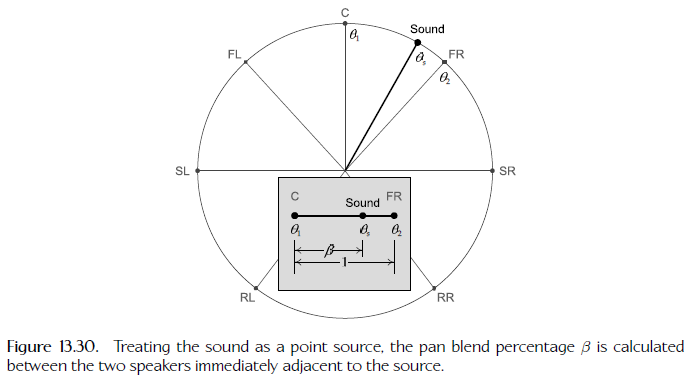 C
θ₁
Sound
FL
θₛ
FR
θ₂
SL
SR
C
Sound
FR
θ₁
θₛ
θ₂
β
1
RL
RR
Figure 13.30. Treating the sound as a point source, the pan blend percentage β is calculated
between the two speakers immediately adjacent to the source.